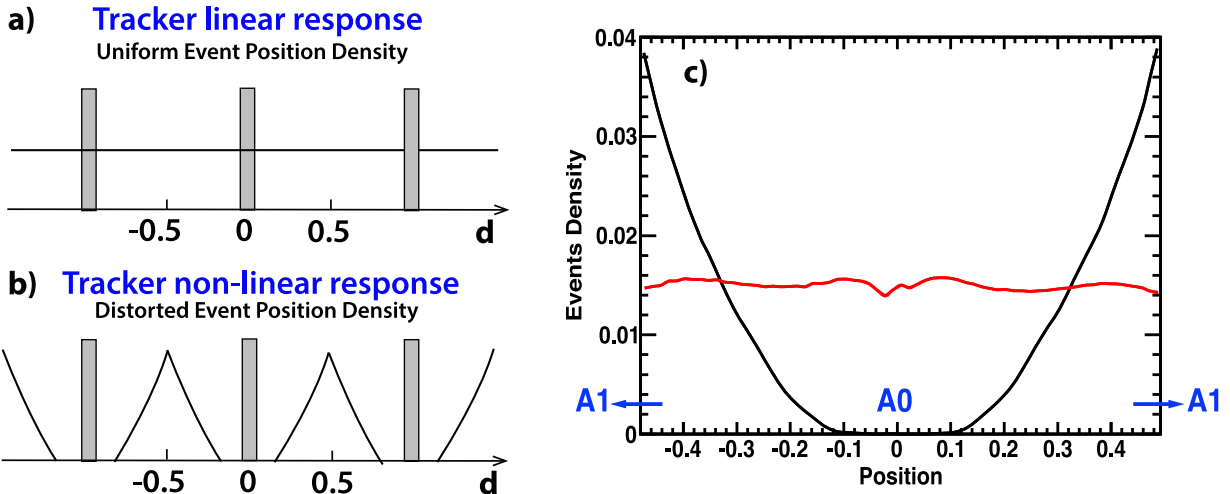 a) Tracker linear response
Uniform Event Position Density
-0.5 0 0.5 d
b) Tracker non-linear response
Distorted Event Position Density
-0.5 0 0.5 d
c)
Events Density
0.04
0.03
0.02
0.01
0
A1 A0 A1
-0.4 -0.3 -0.2 -0.1 0 0.1 0.2 0.3 0.4
Position